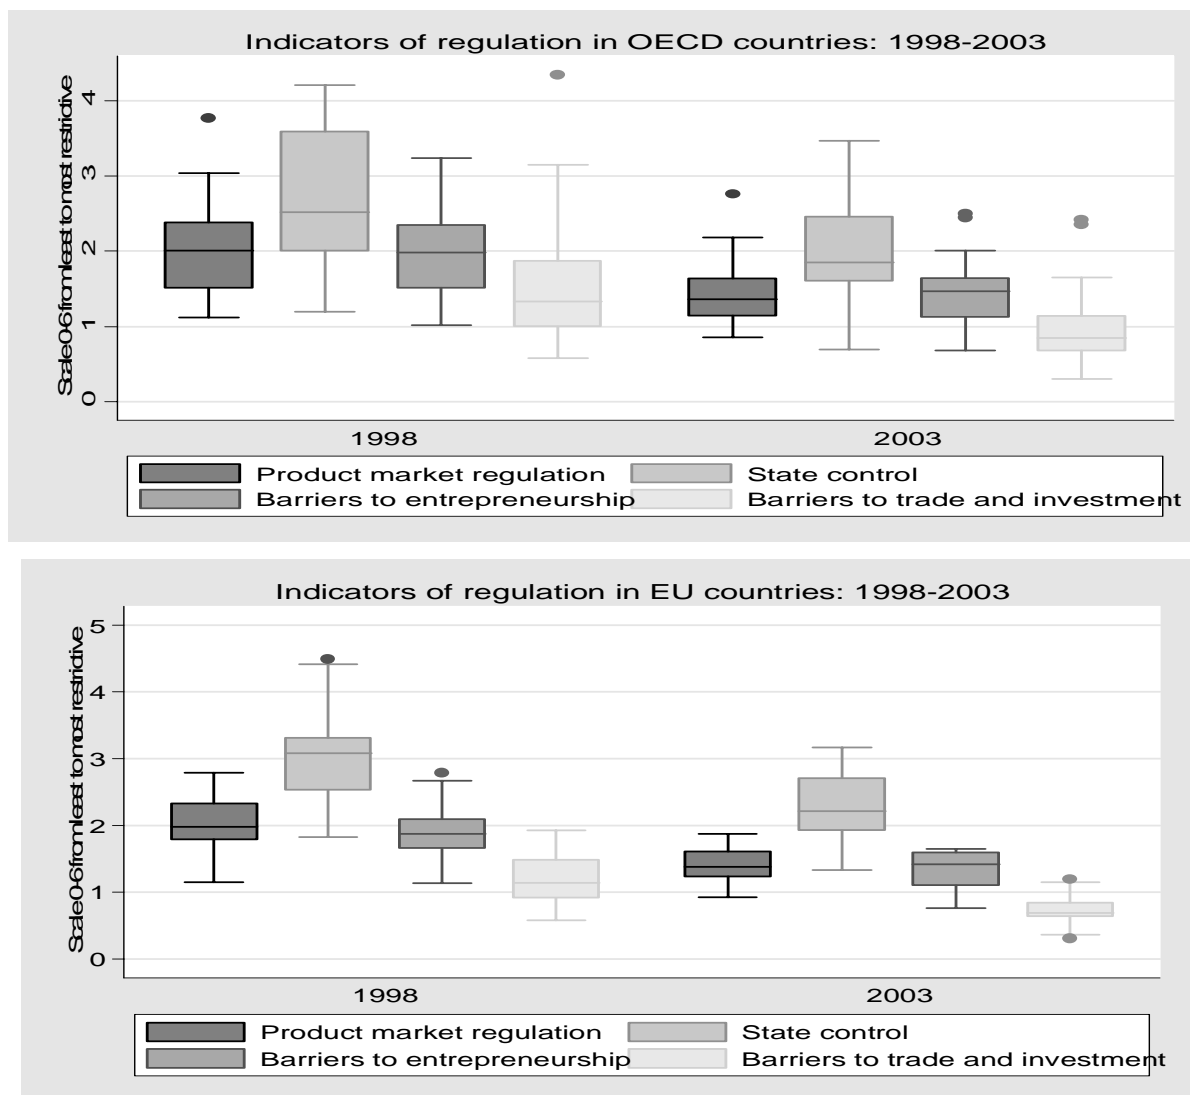 Indicators of regulation in OECD countries: 1998-2003
Scale 0-6 from least to most restrictive
4
3
2
1
0
1998 2003
Product market regulation State control
Barriers to entrepreneurship Barriers to trade and investment
Indicators of regulation in EU countries: 1998-2003
Scale 0-6 from least to most restrictive
5
4
3
2
1
0
1998 2003
Product market regulation State control
Barriers to entrepreneurship Barriers to trade and investment